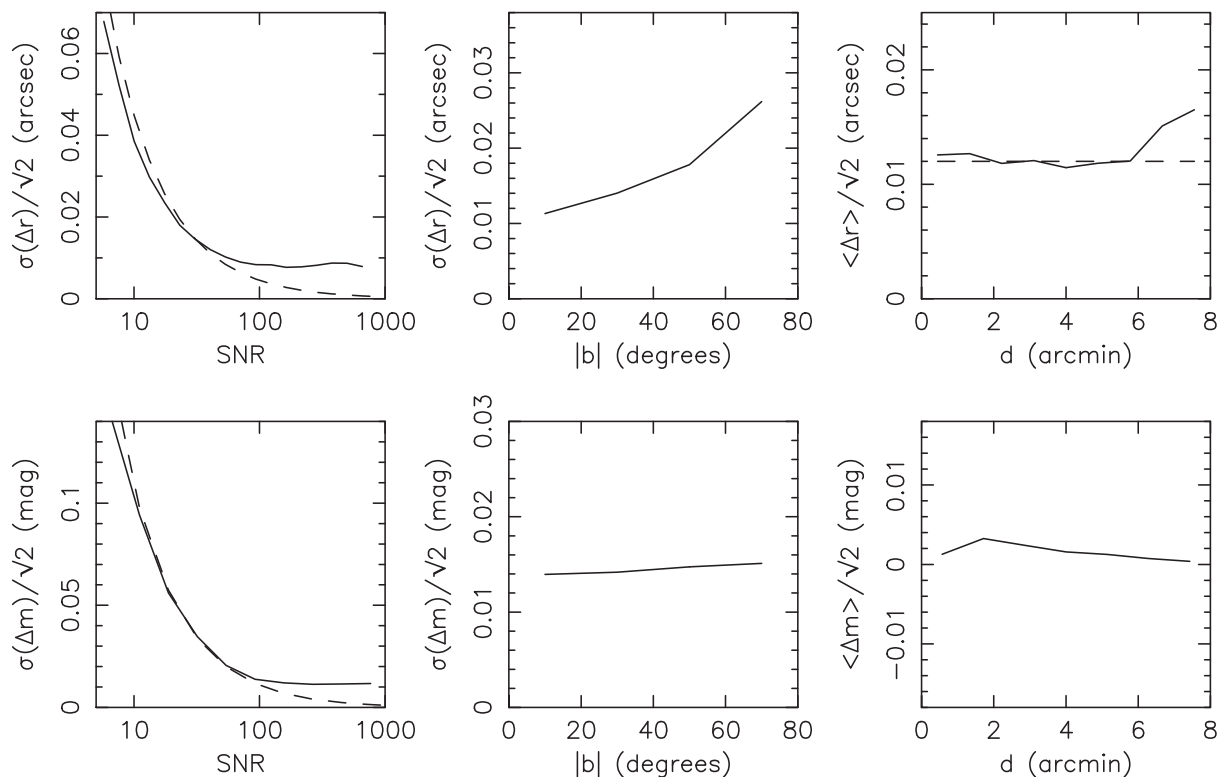 σ(Δr)/√2 (arcsec)
0 0.02 0.04 0.06
10 100 1000
SNR
σ(Δr)/√2 (arcsec)
0 0.01 0.02 0.03
0 20 40 60 80
|b| (degrees)
<Δr>/√2 (arcsec)
0 0.01 0.02
0 2 4 6 8
d (arcmin)
σ(Δm)/√2 (mag)
0 0.05 0.1
10 100 1000
SNR
σ(Δm)/√2 (mag)
0 0.01 0.02 0.03
0 20 40 60 80
|b| (degrees)
<Δm>/√2 (mag)
−0.01 0 0.01
0 2 4 6 8
d (arcmin)